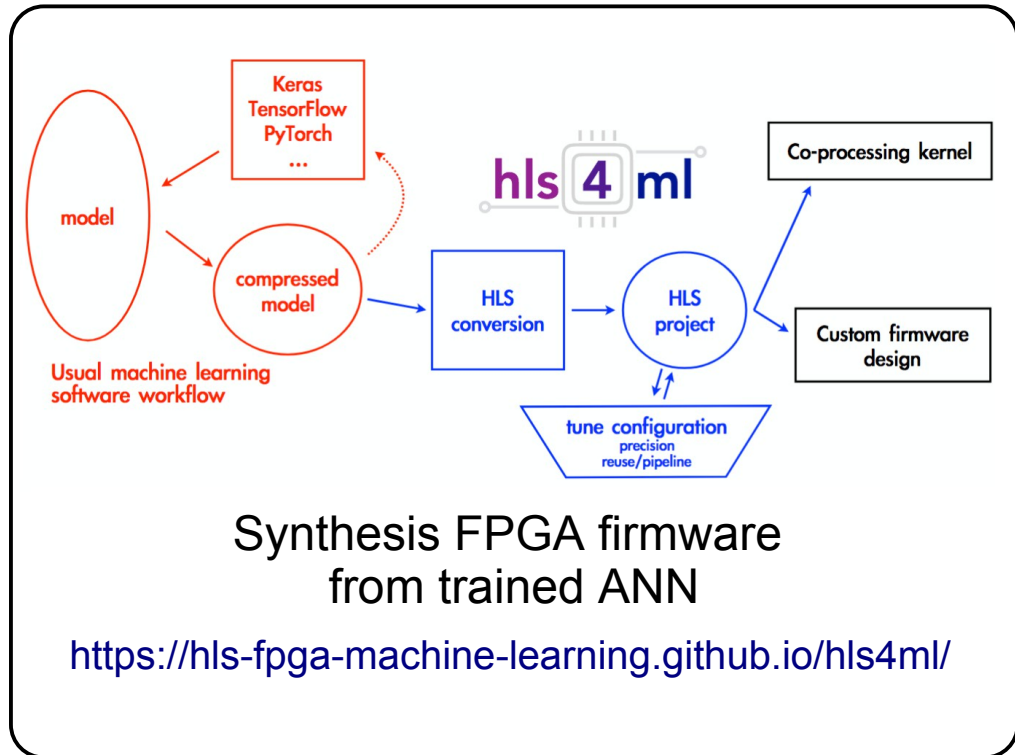 Keras
TensorFlow
PyTorch
...
model
compressed
model
Usual machine learning
software workflow
hls 4 ml
HLS
conversion
HLS
project
tune configuration
precision
reuse/pipeline
Co-processing kernel
Custom firmware
design
Synthesis FPGA firmware
from trained ANN
https://hls-fpga-machine-learning.github.io/hls4ml/